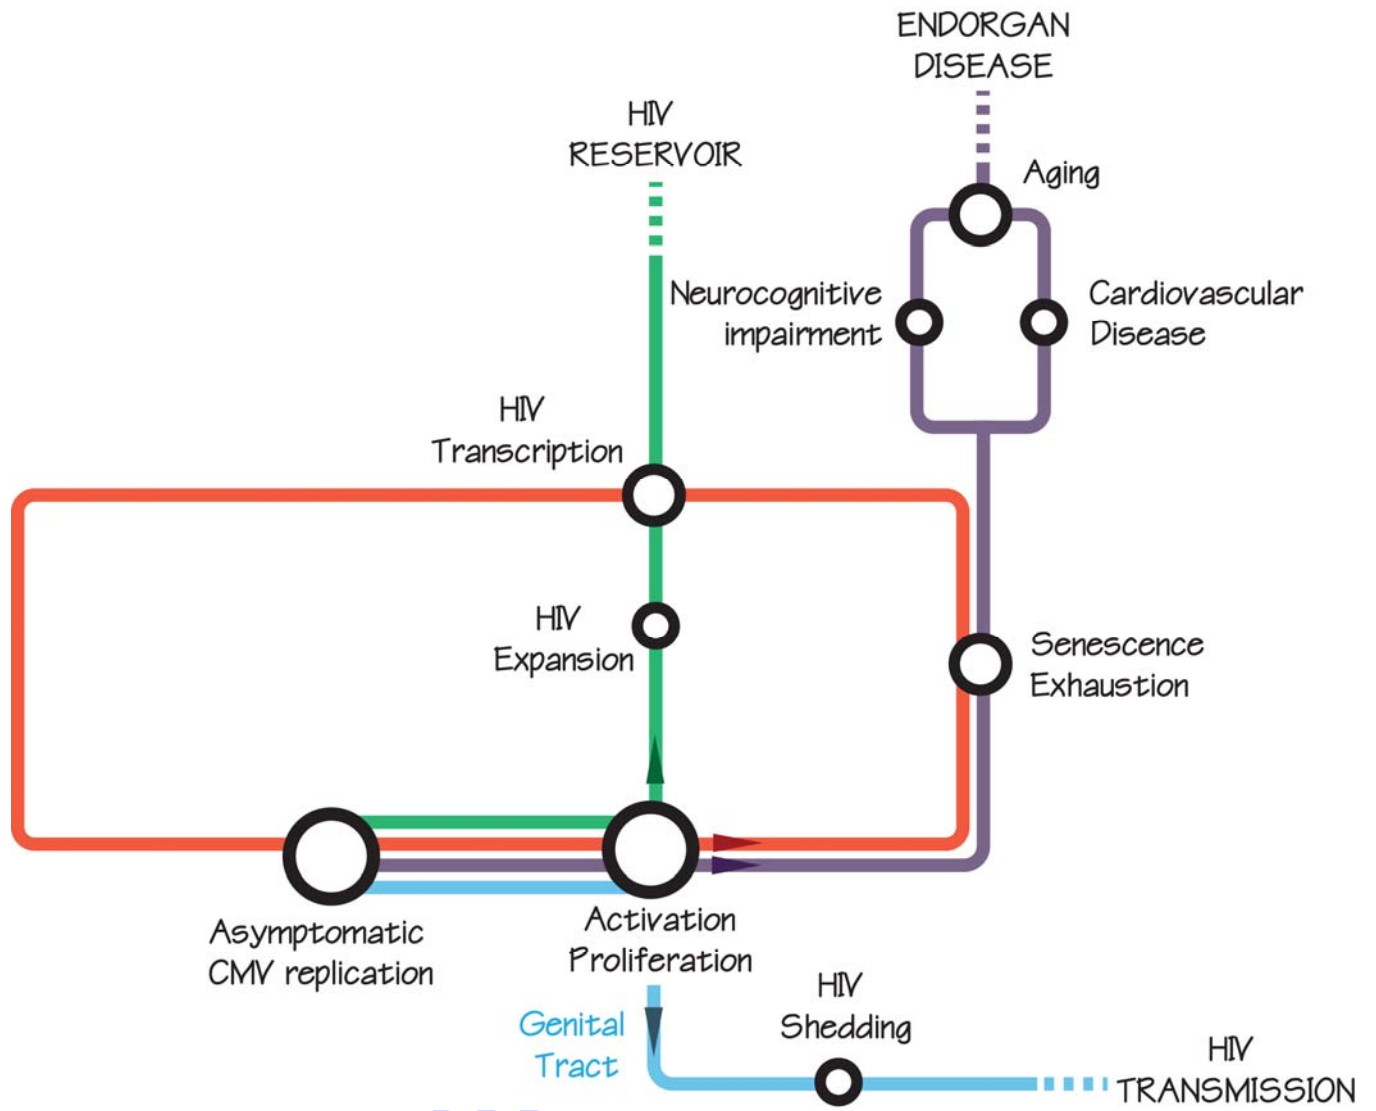 ENDORGAN
DISEASE
HIV
RESERVOIR
Aging
Neurocognitive
impairment
Cardiovascular
Disease
HIV
Transcription
HIV
Expansion
Senescence
Exhaustion
Asymptomatic
CMV replication
Activation
Proliferation
Genital
Tract
HIV
Shedding
HIV
TRANSMISSION